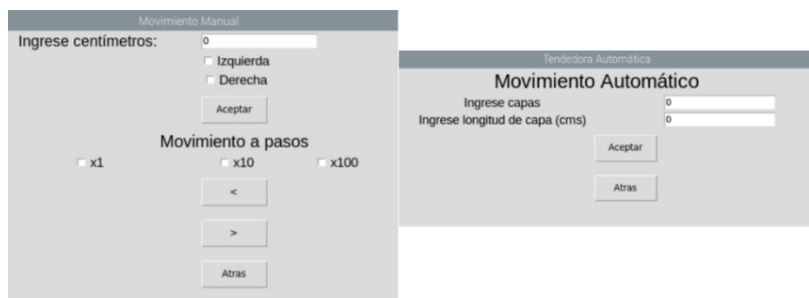 Movimiento Manual
Ingrese centímetros: 0
Izquierda
Derecha
Aceptar
Movimiento a pasos
x1 x10 x100
<
>
Atras
Tendedora Automática
Movimiento Automático
Ingrese capas 0
Ingrese longitud de capa (cms) 0
Aceptar
Atras